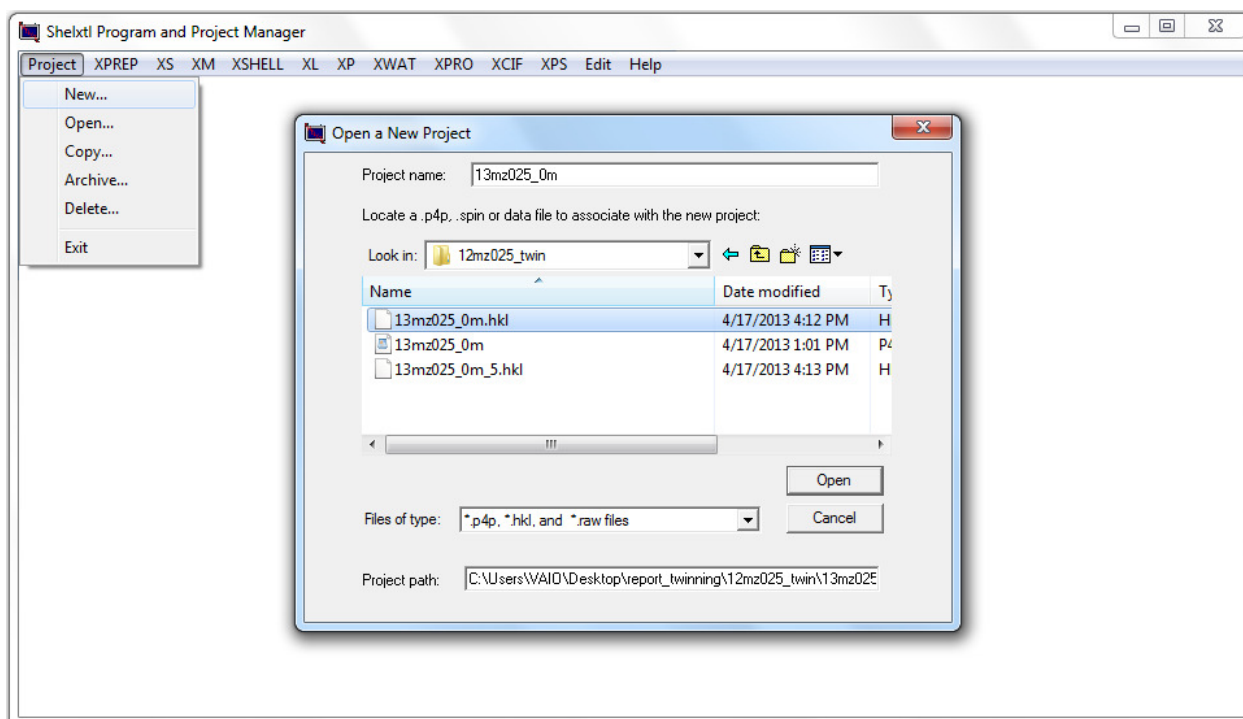 Shelxtl Program and Project Manager
Project XPREP XS XM XSHELL XL XP XWAT XPRO XCIF XPS Edit Help
New...
Open...
Copy...
Archive...
Delete...
Exit
Open a New Project
Project name: 13mz025_0m
Locate a .p4p, .spin or data file to associate with the new project:
Look in: 12mz025_twin
Name Date modified Ty
13mz025_0m.hkl 4/17/2013 4:12 PM H
13mz025_0m 4/17/2013 1:01 PM P4
13mz025_0m_5.hkl 4/17/2013 4:13 PM H
Open
Files of type: *.p4p, *.hkl, and *.raw files Cancel
Project path: C:\Users\VAIO\Desktop\report_twinning\12mz025_twin\13mz025